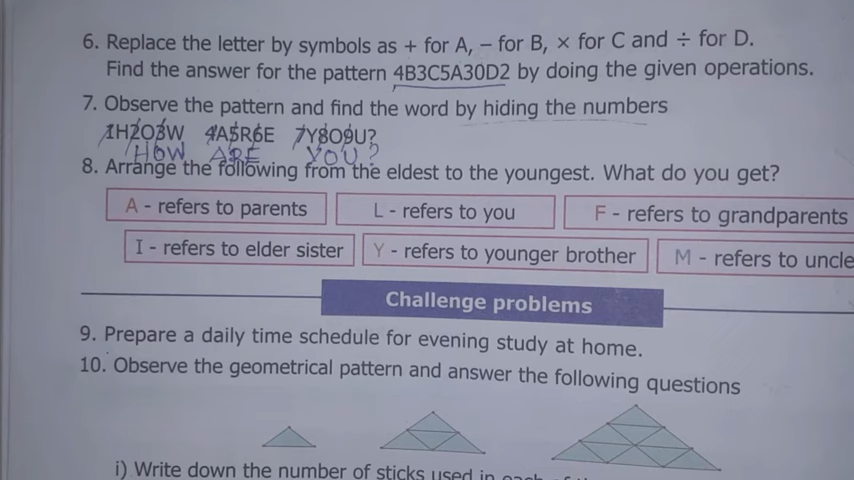 6. Replace the letter by symbols as + for A, – for B, × for C and ÷ for D.
Find the answer for the pattern 4B3C5A30D2 by doing the given operations.
7. Observe the pattern and find the word by hiding the numbers
1H2O3W 4A5R6E 7Y8O9U?
HOW ARE YOU?
8. Arrange the following from the eldest to the youngest. What do you get?
A - refers to parents L - refers to you F - refers to grandparents
I - refers to elder sister Y - refers to younger brother M - refers to uncle
Challenge problems
9. Prepare a daily time schedule for evening study at home.
10. Observe the geometrical pattern and answer the following questions
i) Write down the number of sticks used in